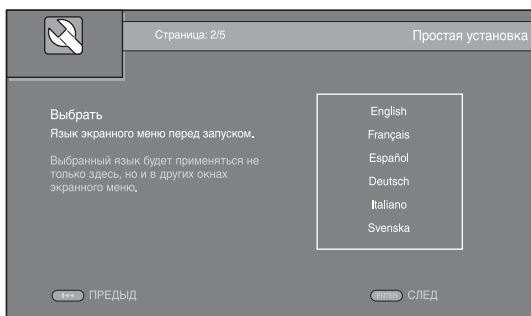 Страница: 2/5
Простая установка
Выбрать
Язык экранного меню перед запуском.
Выбранный язык будет применяться не
только здесь, но и в других окнах
экранного меню.
English
Français
Español
Deutsch
Italiano
Svenska
ПРЕДЫД
ENTER СЛЕД